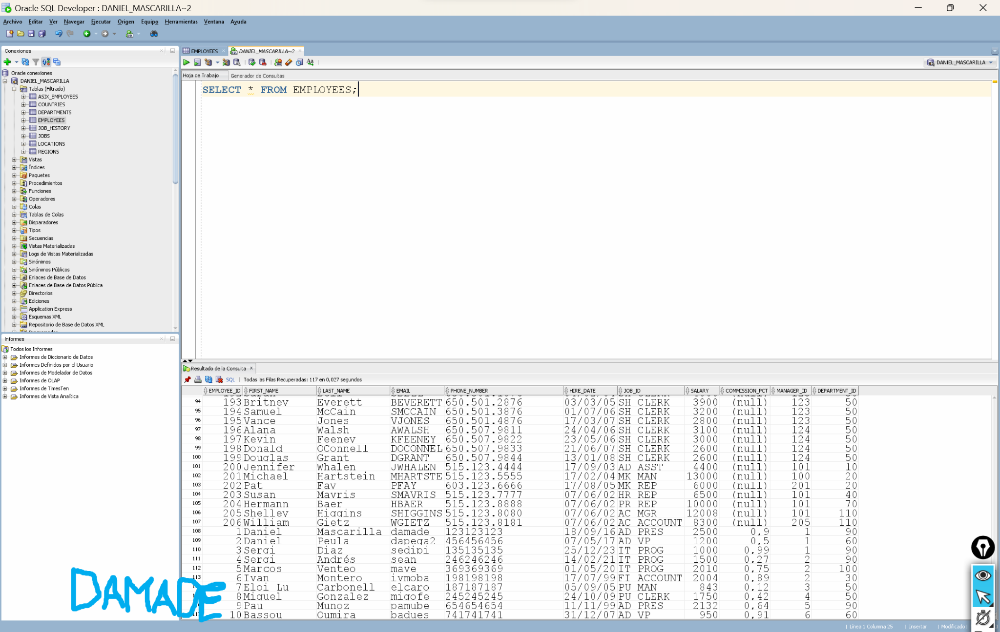 Oracle SQL Developer : DANIEL_MASCARILLA~2
Archivo Editar Ver Navegar Ejecutar Origen Equipo Herramientas Ventana Ayuda
Conexiones
Oracle conexiones
DANIEL_MASCARILLA
Tablas (Filtrado)
ASIX_EMPLOYEES
COUNTRIES
DEPARTMENTS
EMPLOYEES
JOB_HISTORY
JOBS
LOCATIONS
REGIONS
Vistas
Índices
Paquetes
Procedimientos
Funciones
Operadores
Colas
Tablas de Colas
Disparadores
Tipos
Secuencias
Vistas Materializadas
Logs de Vistas Materializadas
Sinónimos
Sinónimos Públicos
Enlaces de Base de Datos
Enlaces de Base de Datos Pública
Directorios
Ediciones
Application Express
Esquemas XML
Repositorio de Base de Datos XML
Informes
Todos los Informes
Informes de Diccionario de Datos
Informes Definidos por el Usuario
Informes de Modelador de Datos
Informes de OLAP
Informes de TimesTen
Informes de Vista Analítica
DAMADE
EMPLOYEES DANIEL_MASCARILLA~2
DANIEL_MASCARILLA
Hoja de Trabajo Generador de Consultas
SELECT * FROM EMPLOYEES;
Resultado de la Consulta
SQL Todas las Filas Recuperadas: 117 en 0,027 segundos
EMPLOYEE_ID FIRST_NAME LAST_NAME EMAIL PHONE_NUMBER HIRE_DATE JOB_ID SALARY COMMISSION_PCT MANAGER_ID DEPARTMENT_ID
94 193 Britney Everett BEVERETT 650.501.2876 03/03/05 SH_CLERK 3900 (null) 123 50
95 194 Samuel McCain SMCCAIN 650.501.3876 01/07/06 SH_CLERK 3200 (null) 123 50
96 195 Vance Jones VJONES 650.501.4876 17/03/07 SH_CLERK 2800 (null) 123 50
97 196 Alana Walsh AWALSH 650.507.9811 24/04/06 SH_CLERK 3100 (null) 124 50
98 197 Kevin Feeney KFEENEY 650.507.9822 23/05/06 SH_CLERK 3000 (null) 124 50
99 198 Donald OConnell DOCONNEL 650.507.9833 21/06/07 SH_CLERK 2600 (null) 124 50
100 199 Douglas Grant DGRANT 650.507.9844 13/01/08 SH_CLERK 2600 (null) 124 50
101 200 Jennifer Whalen JWHALEN 515.123.4444 17/09/03 AD_ASST 4400 (null) 101 10
102 201 Michael Hartstein MHARTSTE 515.123.5555 17/02/04 MK_MAN 13000 (null) 100 20
103 202 Pat Fay PFAY 603.123.6666 17/08/05 MK_REP 6000 (null) 201 20
104 203 Susan Mavris SMAVRIS 515.123.7777 07/06/02 HR_REP 6500 (null) 101 40
105 204 Hermann Baer HBAER 515.123.8888 07/06/02 PR_REP 10000 (null) 101 70
106 205 Shelley Higgins SHIGGINS 515.123.8080 07/06/02 AC_MGR 12008 (null) 101 110
107 206 William Gietz WGIETZ 515.123.8181 07/06/02 AC_ACCOUNT 8300 (null) 205 110
108 1 Daniel Mascarilla damade 123123123 18/09/16 AD_PRES 2500 0,9 1 90
109 2 Daniel Peula dapega2 456456456 07/05/17 AD_VP 1200 0,5 1 60
110 3 Sergi Diaz sedipi 135135135 25/12/23 IT_PROG 1000 0,99 1 90
111 4 Sergi Andrés sean 246246246 14/02/21 IT_PROG 1500 0,27 2 90
112 5 Marcos Venteo mave 369369369 01/05/20 IT_PROG 2010 0,75 2 100
113 6 Ivan Montero ivmoba 198198198 17/07/99 FI_ACCOUNT 2004 0,89 2 30
7 Eloi Lu Carbonell elcaro 187187187 05/09/05 PU_MAN 843 0,12 3 50
8 Miguel Gonzalez migofe 245245245 24/10/09 PU_CLERK 1750 0,42 4 50
9 Pau Munoz pamube 654654654 11/11/99 AD_PRES 2132 0,64 5 90
10 Bassou Oumira badues 741741741 31/12/07 AD_VP 950 0,91 6 60
Línea 1 Columna 25 Insertar Modificado